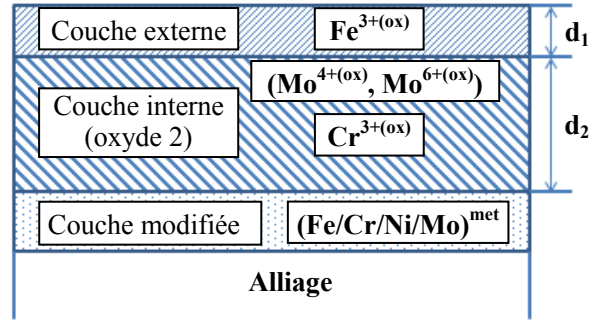 Couche externe Fe3+(ox) d1
(Mo4+(ox), Mo6+(ox))
Couche interne
(oxyde 2)
Cr3+(ox)
d2
Couche modifiée (Fe/Cr/Ni/Mo)met
Alliage